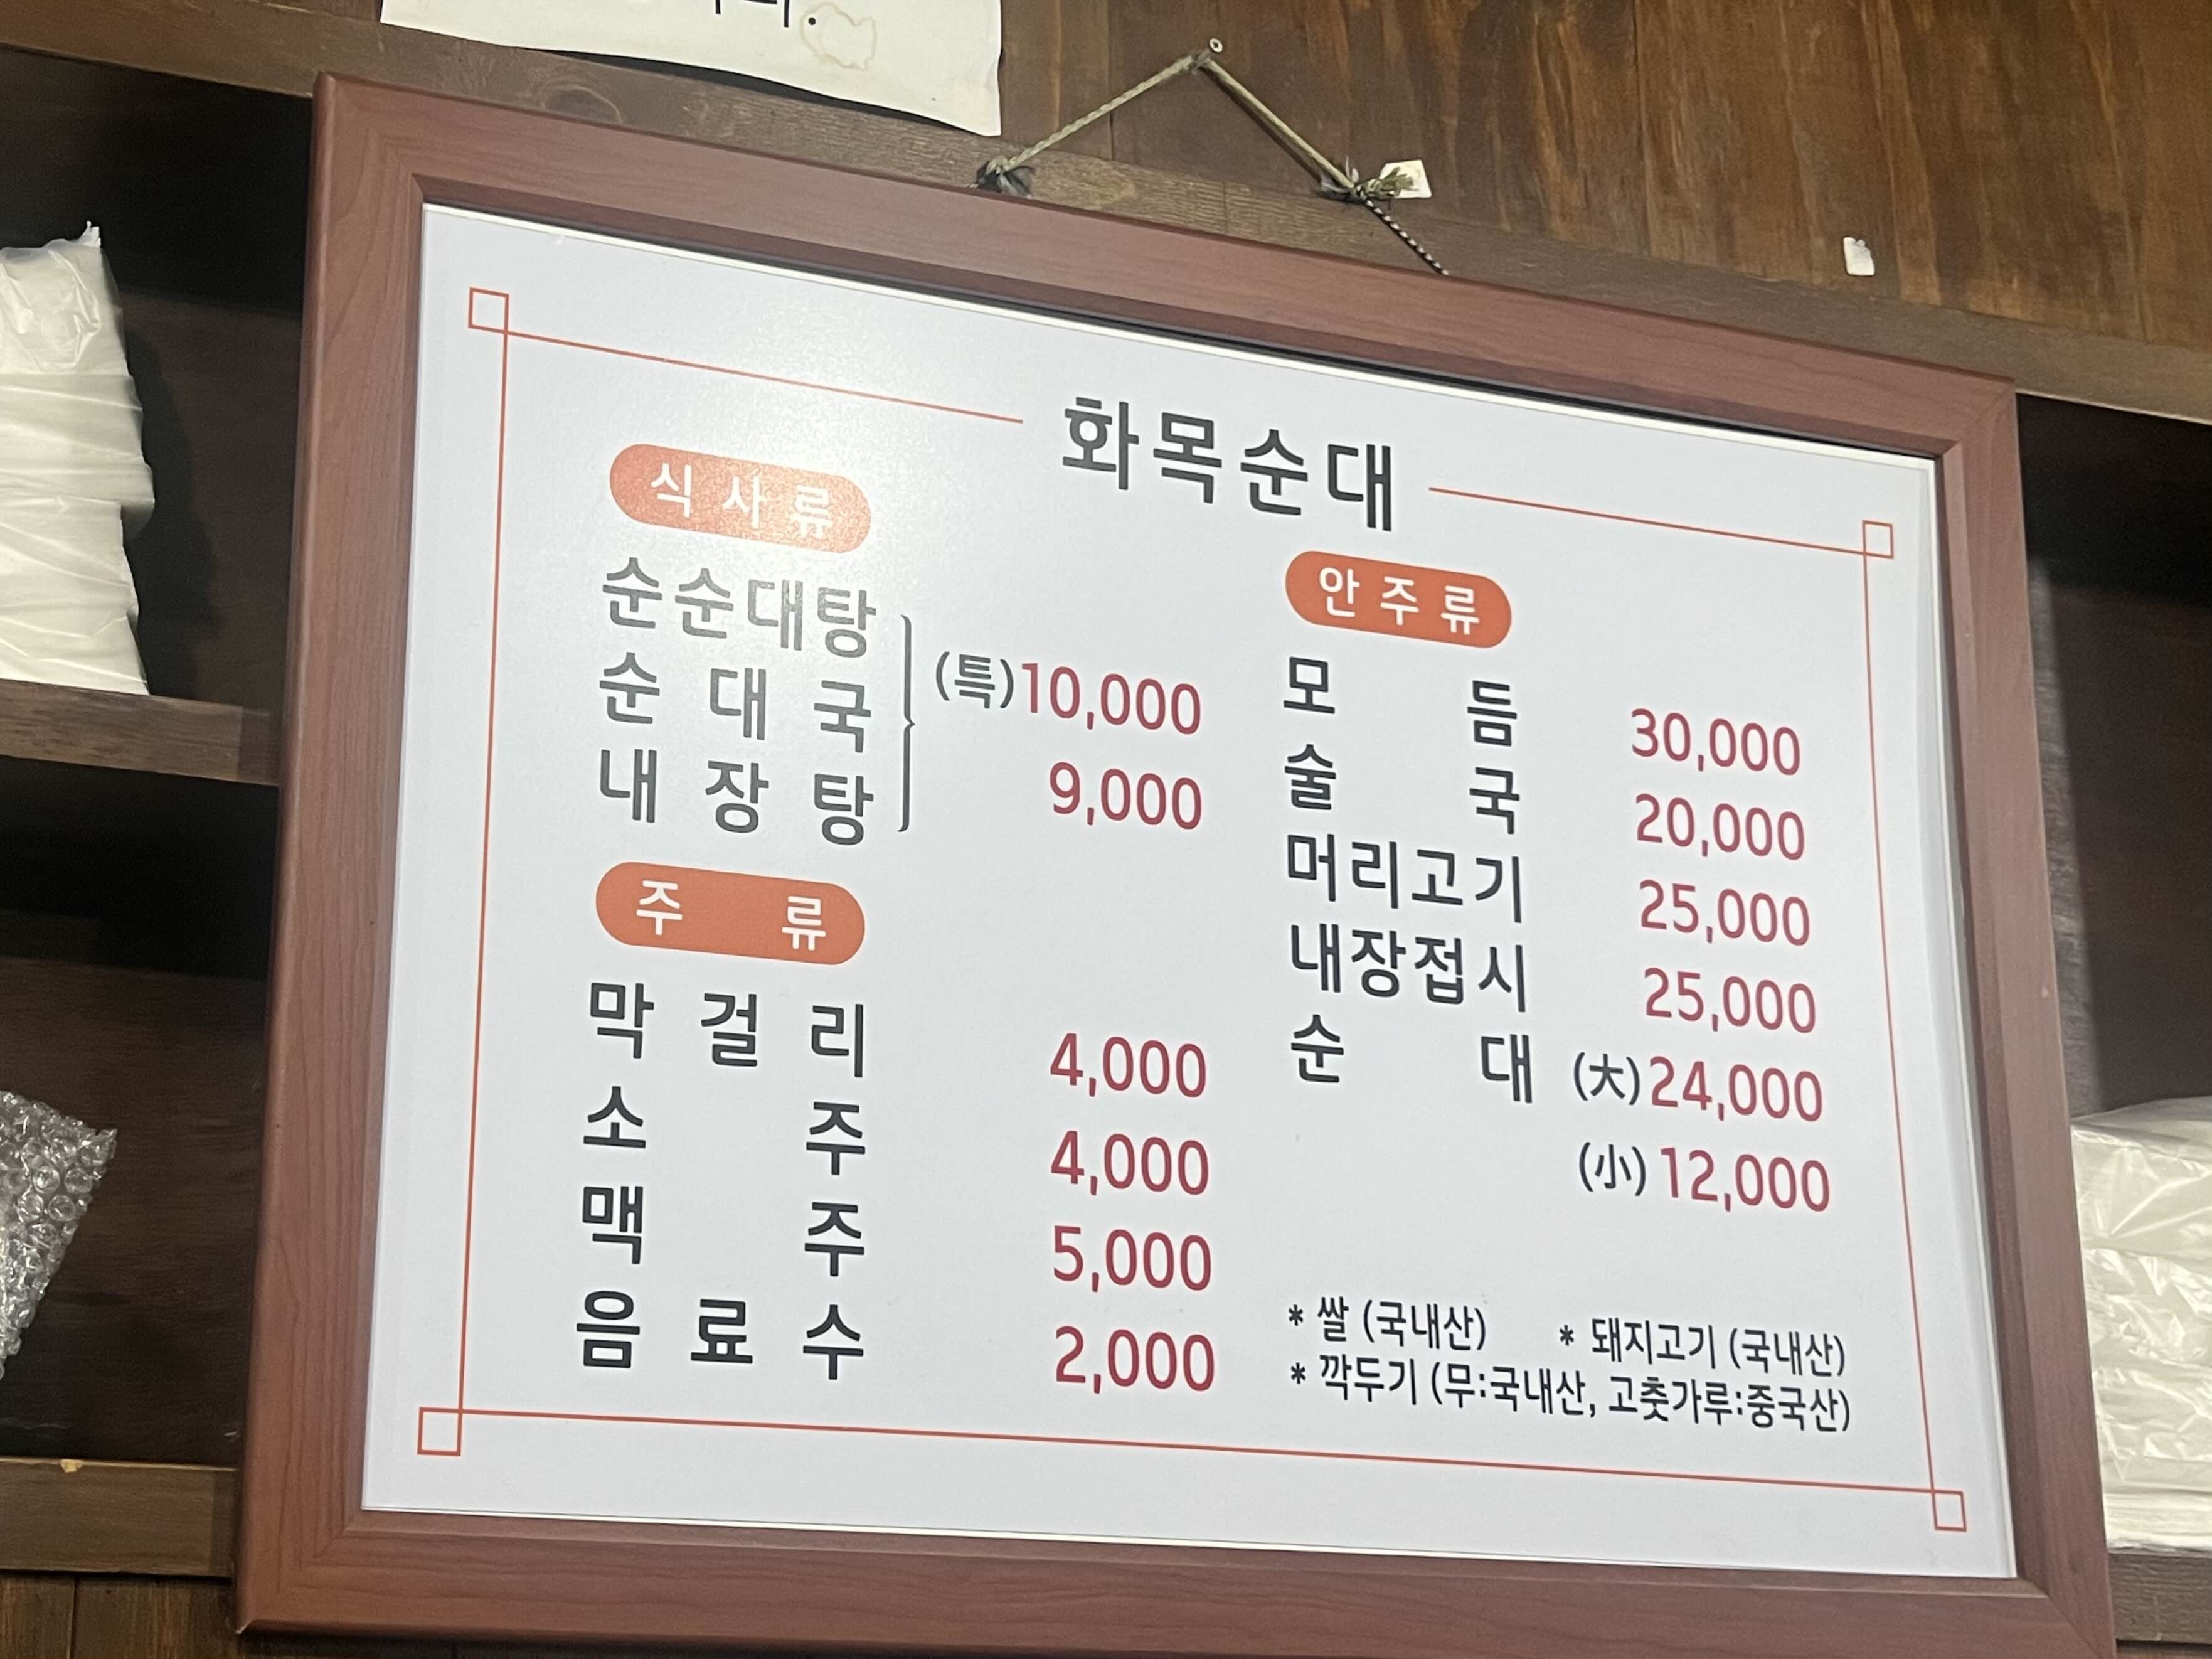 화목순대
식사류
순순대탕
순대국
내장탕
(특)10,000
9,000
주류
막걸리 4,000
소주 4,000
맥주 5,000
음료수 2,000
안주류
모듬 30,000
술국 20,000
머리고기 25,000
내장접시 25,000
순대 (大)24,000
(小)12,000
* 쌀 (국내산) * 돼지고기 (국내산)
* 깍두기 (무:국내산, 고춧가루:중국산)